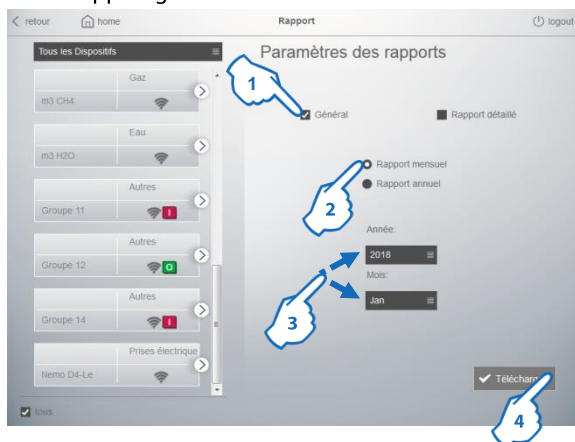 retour
home
Rapport
logout
Tous les Dispositifs
Paramètres des rapports
Gaz
m3 CH4
Eau
m3 H2O
Autres
Groupe 11
I
Autres
Groupe 12
O
Autres
Groupe 14
I
Prises électrique
Nemo D4-Le
tous
1
Général
Rapport détaillé
Rapport mensuel
Rapport annuel
2
Année:
2018
Mois:
Jan
3
Télécharg
4